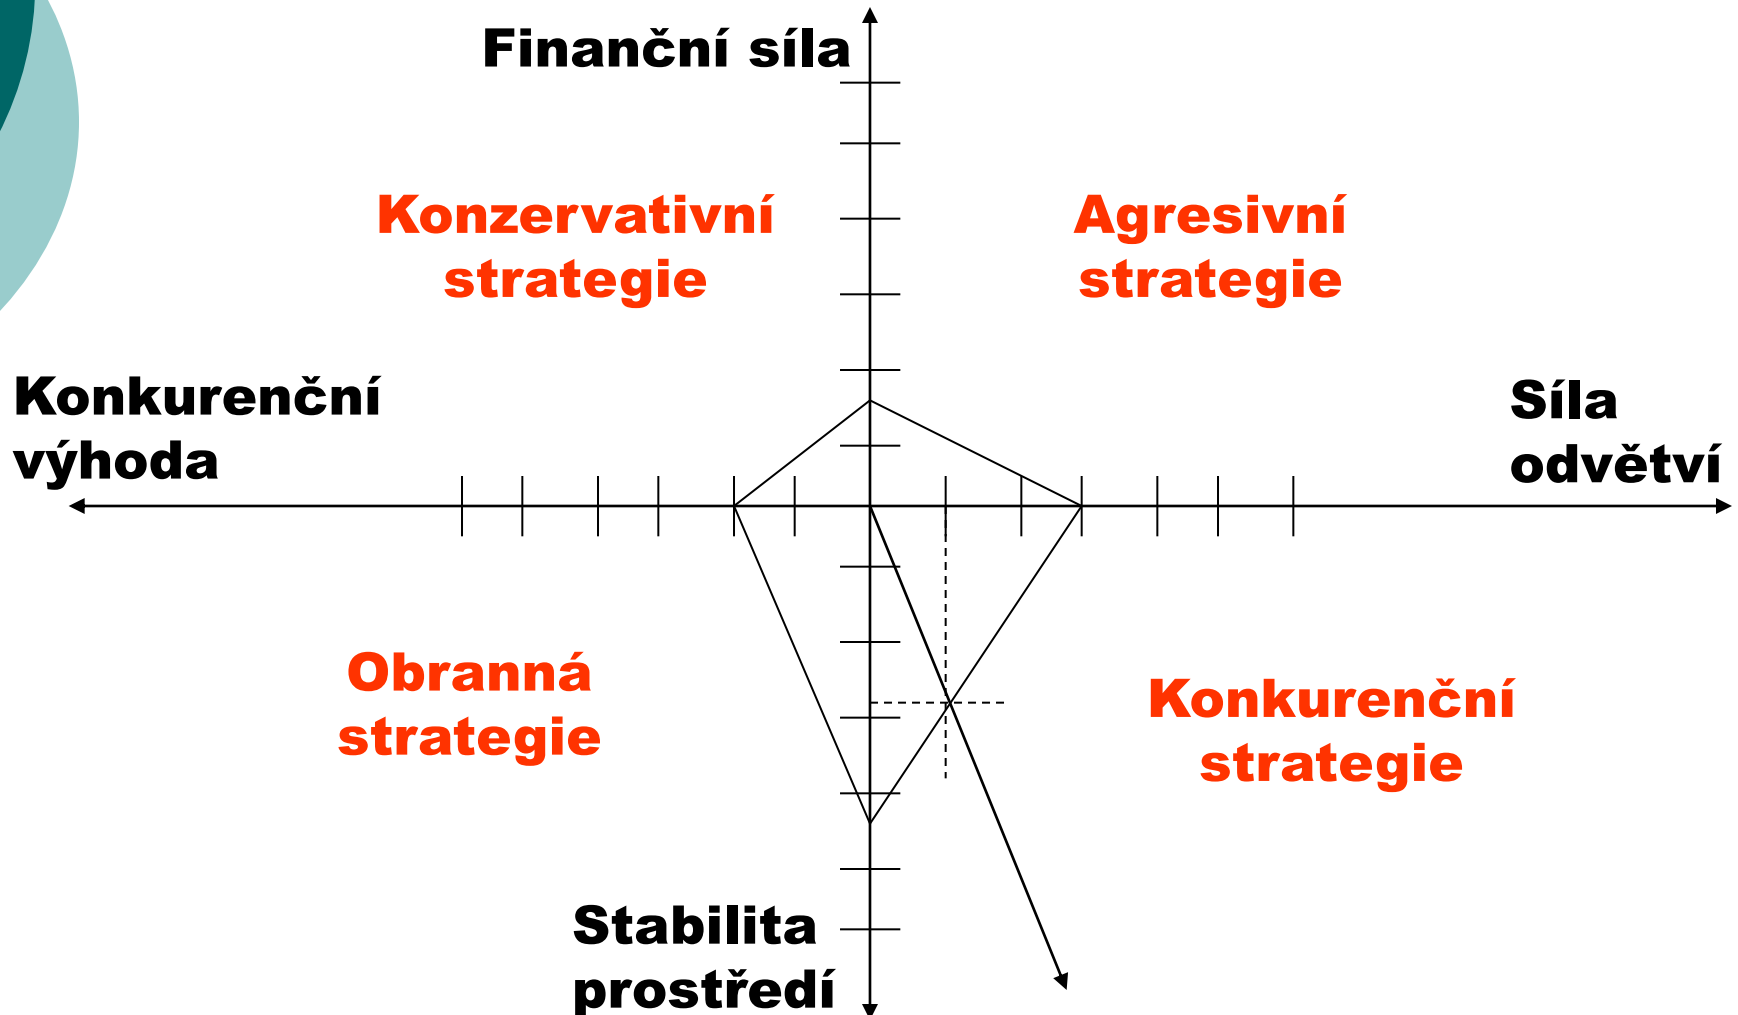 Finanční síla
Konzervativní
strategie
Agresivní
strategie
Konkurenční
výhoda
Síla
odvětví
Obranná
strategie
Konkurenční
strategie
Stabilita
prostředí